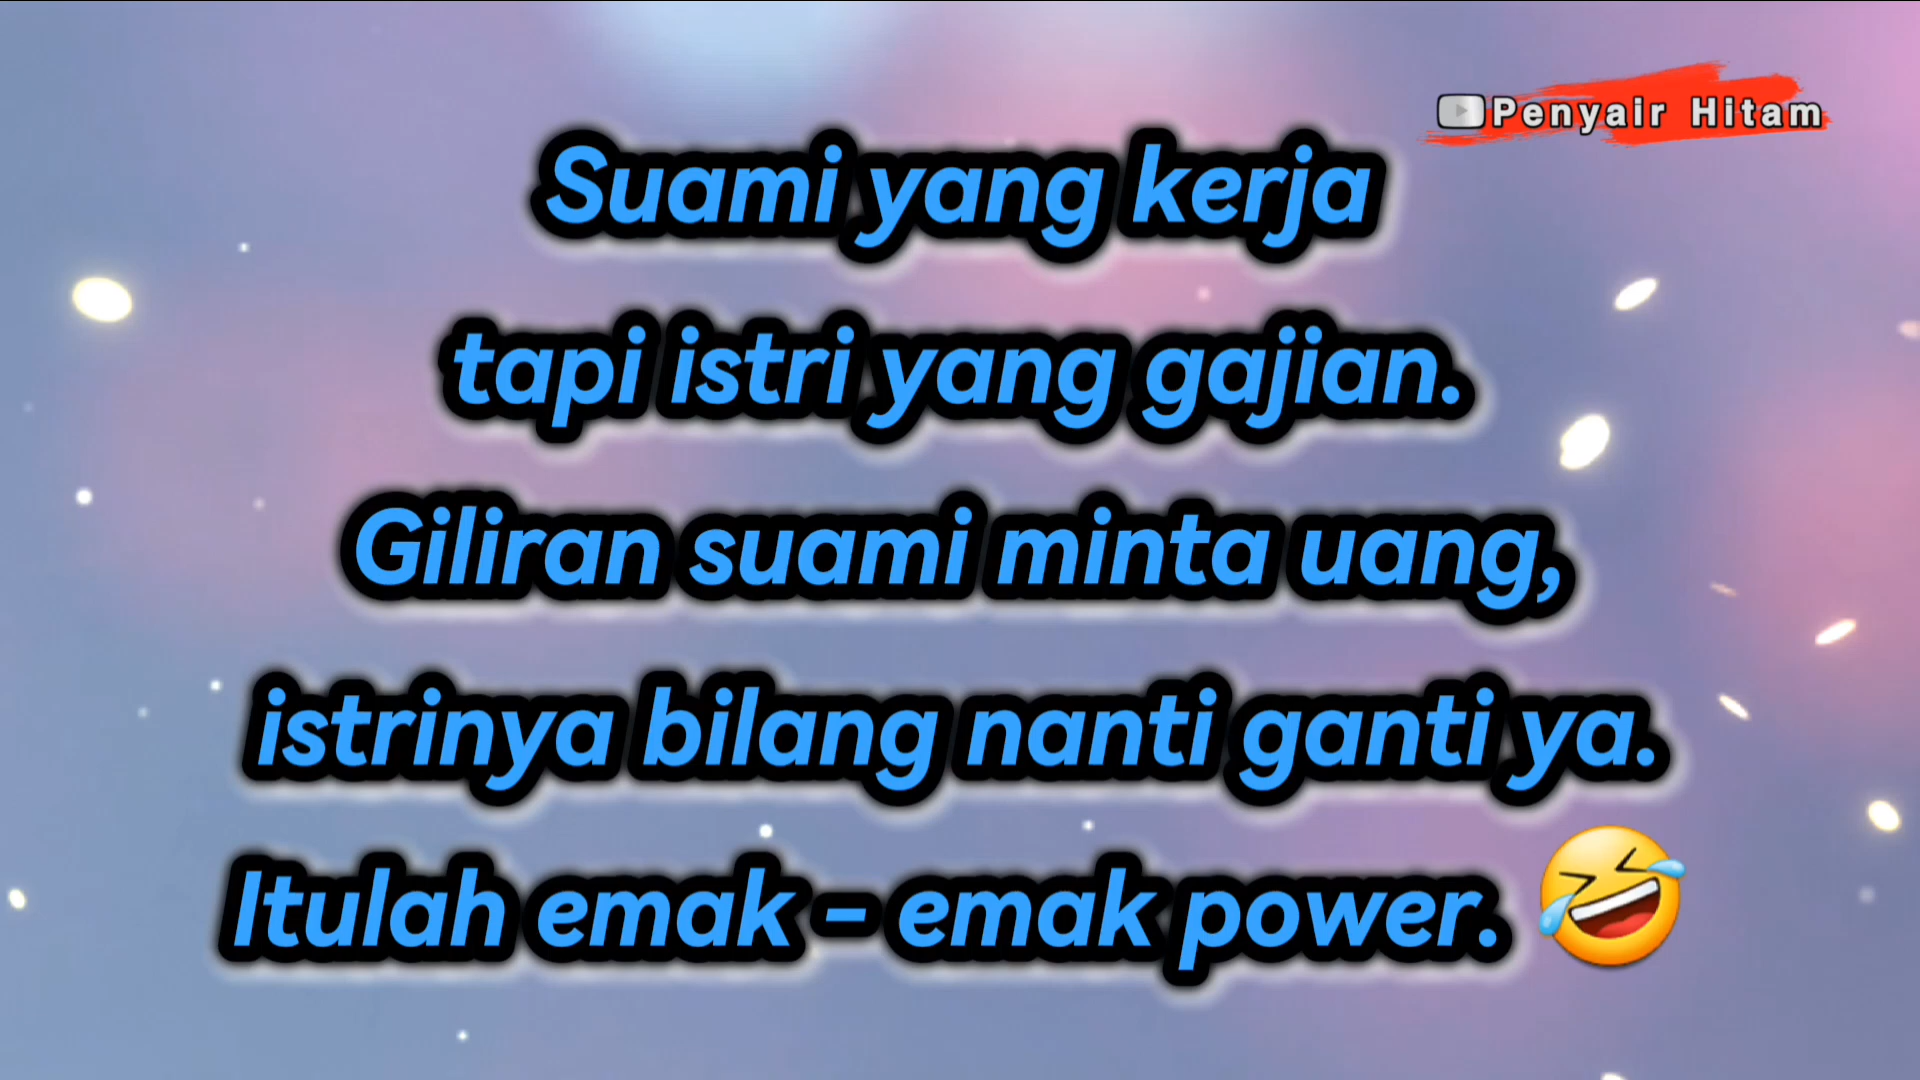 Penyair Hitam
Suami yang kerja
tapi istri yang gajian.
Giliran suami minta uang,
istrinya bilang nanti ganti ya.
Itulah emak - emak power. 🤣